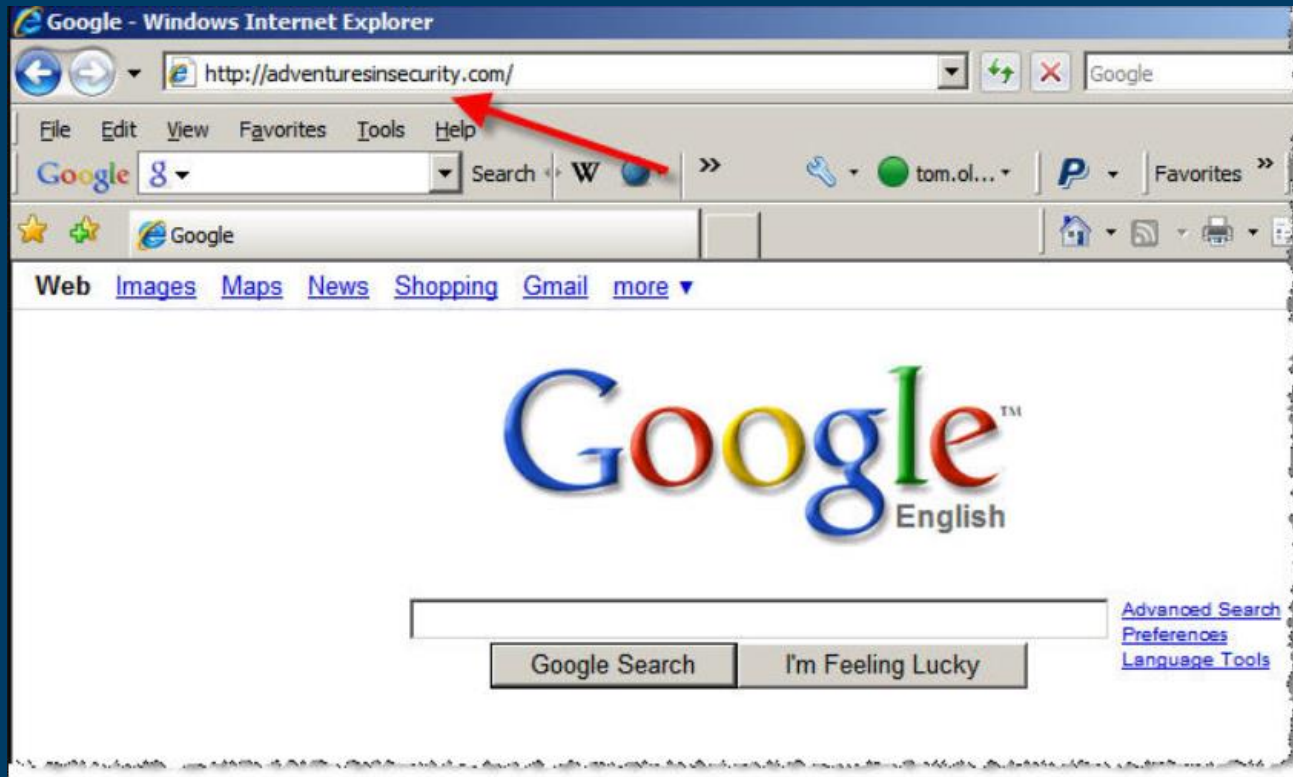 Google - Windows Internet Explorer
http://adventuresinsecurity.com/
Google
File Edit View Favorites Tools Help
Google g Search W » tom.ol... P Favorites »
Google
Web Images Maps News Shopping Gmail more ▼
Google™
English
Advanced Search
Preferences
Language Tools
Google Search I'm Feeling Lucky